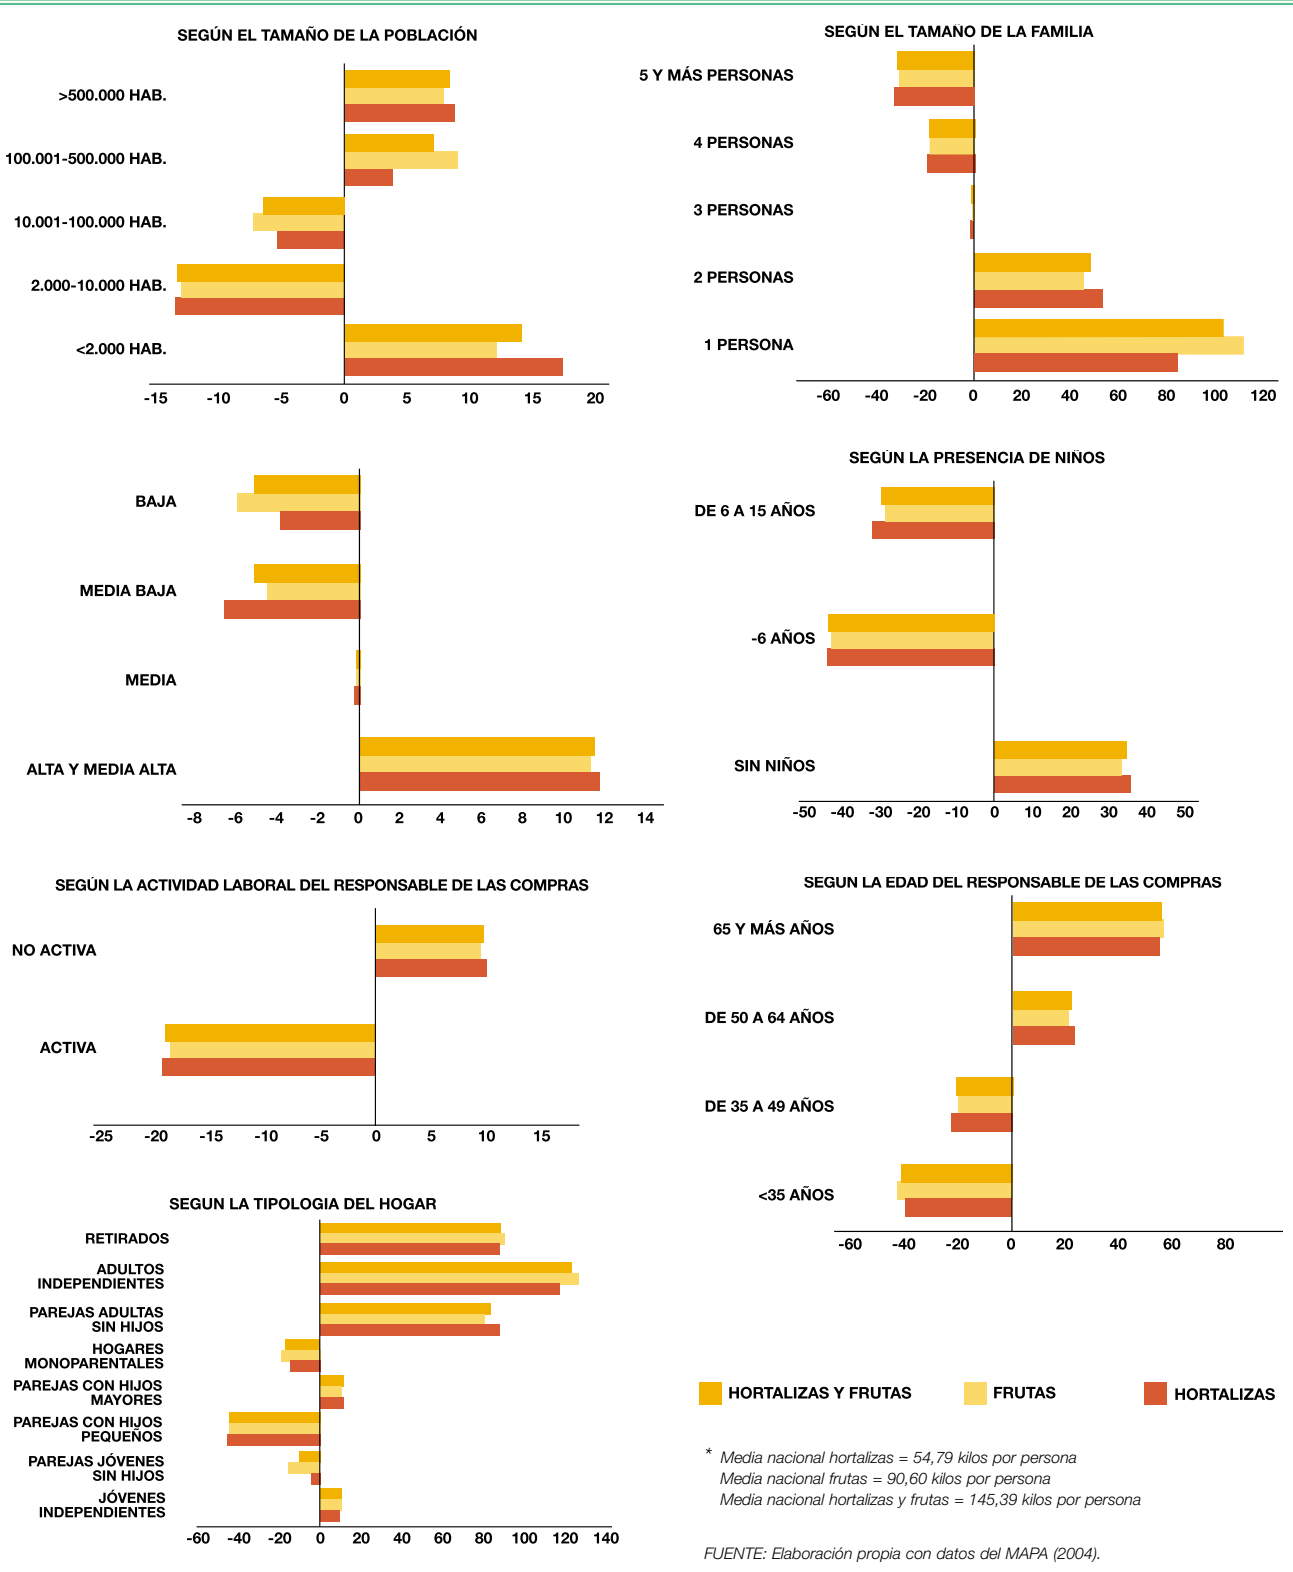 SEGÚN EL TAMAÑO DE LA POBLACIÓN
>500.000 HAB.
100.001-500.000 HAB.
10.001-100.000 HAB.
2.000-10.000 HAB.
<2.000 HAB.
-15 -10 -5 0 5 10 15 20
SEGÚN EL TAMAÑO DE LA FAMILIA
5 Y MÁS PERSONAS
4 PERSONAS
3 PERSONAS
2 PERSONAS
1 PERSONA
-60 -40 -20 0 20 40 60 80 100 120
BAJA
MEDIA BAJA
MEDIA
ALTA Y MEDIA ALTA
-8 -6 -4 -2 0 2 4 6 8 10 12 14
SEGÚN LA PRESENCIA DE NIÑOS
DE 6 A 15 AÑOS
-6 AÑOS
SIN NIÑOS
-50 -40 -30 -20 -10 0 10 20 30 40 50
SEGÚN LA ACTIVIDAD LABORAL DEL RESPONSABLE DE LAS COMPRAS
NO ACTIVA
ACTIVA
-25 -20 -15 -10 -5 0 5 10 15
SEGUN LA EDAD DEL RESPONSABLE DE LAS COMPRAS
65 Y MÁS AÑOS
DE 50 A 64 AÑOS
DE 35 A 49 AÑOS
<35 AÑOS
-60 -40 -20 0 20 40 60 80
SEGUN LA TIPOLOGIA DEL HOGAR
RETIRADOS
ADULTOS
INDEPENDIENTES
PAREJAS ADULTAS
SIN HIJOS
HOGARES
MONOPARENTALES
PAREJAS CON HIJOS
MAYORES
PAREJAS CON HIJOS
PEQUEÑOS
PAREJAS JÓVENES
SIN HIJOS
JÓVENES
INDEPENDIENTES
-60 -40 -20 0 20 40 60 80 100 120 140
HORTALIZAS Y FRUTAS FRUTAS HORTALIZAS
* Media nacional hortalizas = 54,79 kilos por persona
Media nacional frutas = 90,60 kilos por persona
Media nacional hortalizas y frutas = 145,39 kilos por persona
FUENTE: Elaboración propia con datos del MAPA (2004).